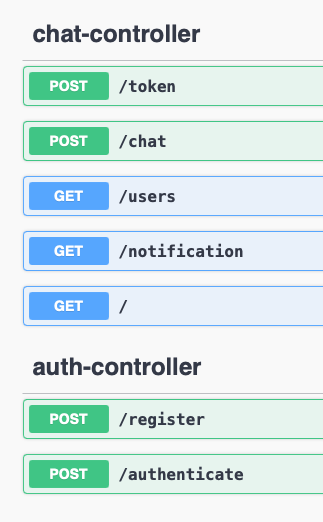 chat-controller
POST /token
POST /chat
GET /users
GET /notification
GET /
auth-controller
POST /register
POST /authenticate